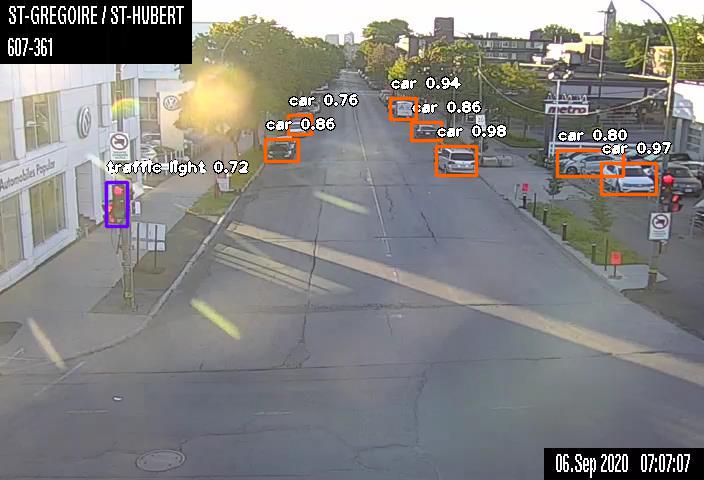 ST-GREGOIRE / ST-HUBERT
607-361
car 0.94
car 0.76
car 0.86
car 0.86
car 0.98
car 0.80
car 0.97
traffic-light 0.72
metro
Automobiles Popular
06.Sep 2020 07:07:07